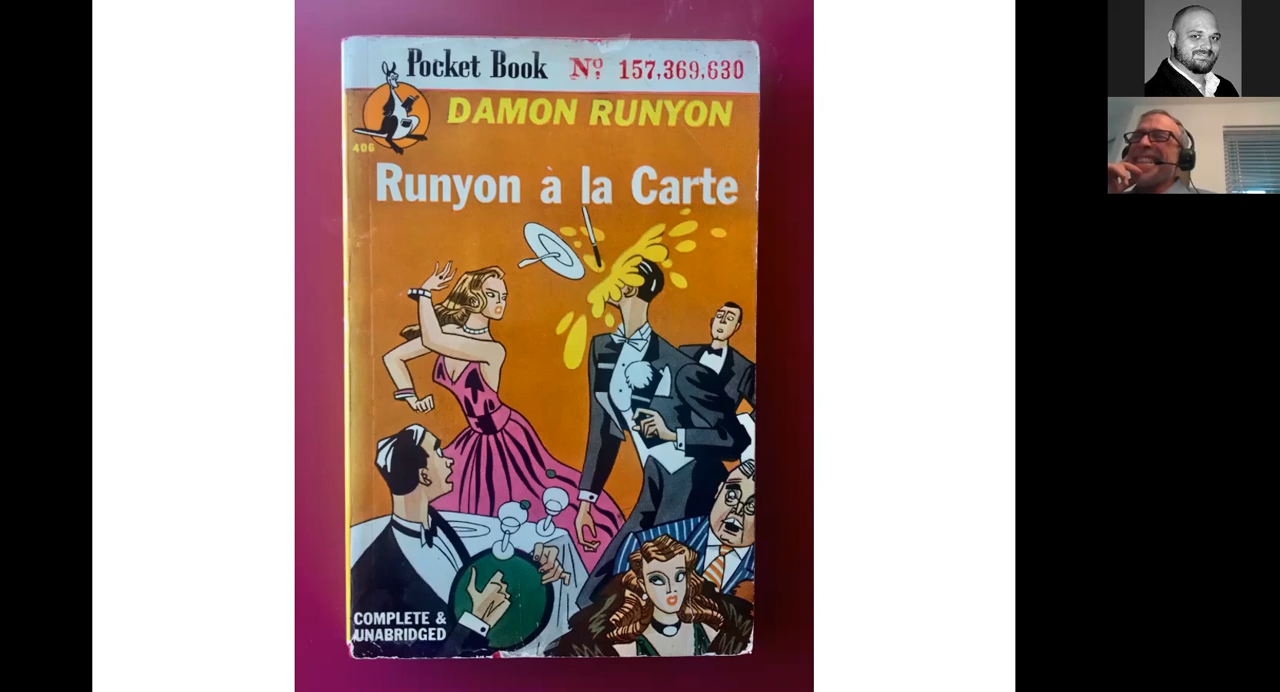 Pocket Book Nº 157,369,630
DAMON RUNYON
406
Runyon à la Carte
COMPLETE &
UNABRIDGED